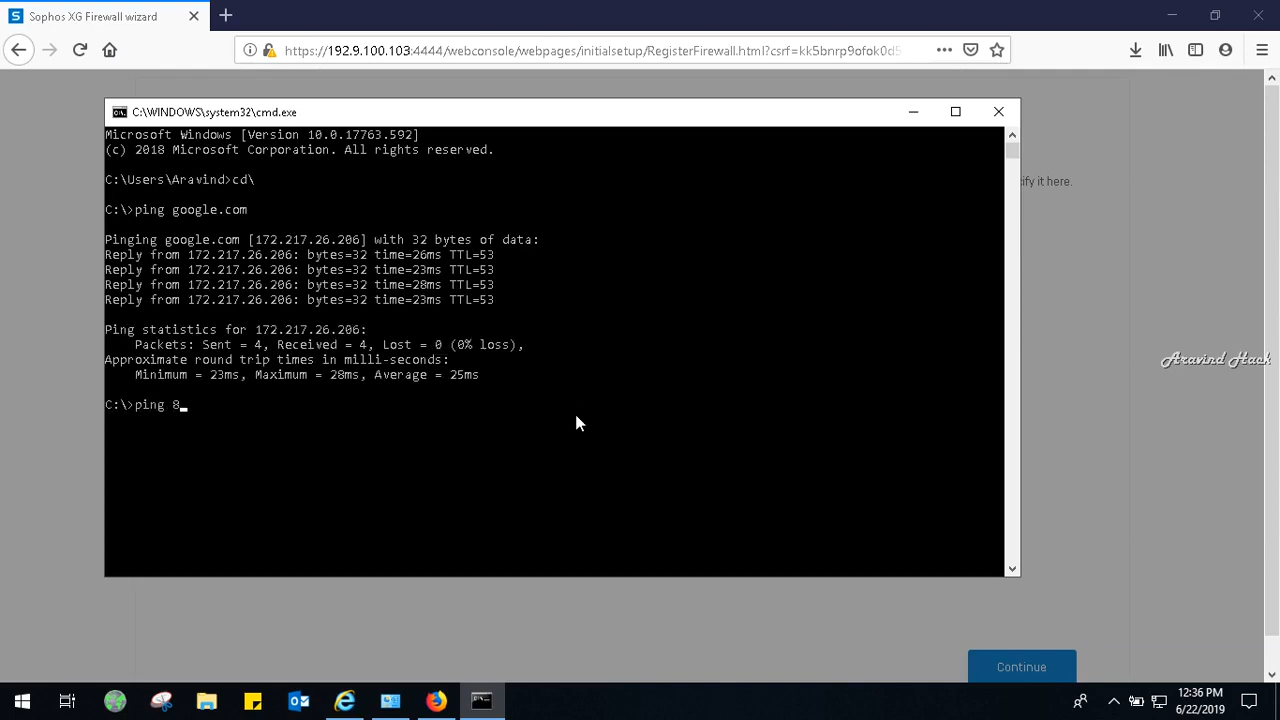 Sophos XG Firewall wizard
https://192.9.100.103:4444/webconsole/webpages/initialsetup/RegisterFirewall.html?csrf=kk5bnrp9ofok0d5
C:\WINDOWS\system32\cmd.exe
Microsoft Windows [Version 10.0.17763.592]
(c) 2018 Microsoft Corporation. All rights reserved.
C:\Users\Aravind>cd\
cify it here.
C:\>ping google.com
Pinging google.com [172.217.26.206] with 32 bytes of data:
Reply from 172.217.26.206: bytes=32 time=26ms TTL=53
Reply from 172.217.26.206: bytes=32 time=23ms TTL=53
Reply from 172.217.26.206: bytes=32 time=28ms TTL=53
Reply from 172.217.26.206: bytes=32 time=23ms TTL=53
Ping statistics for 172.217.26.206:
Packets: Sent = 4, Received = 4, Lost = 0 (0% loss),
Approximate round trip times in milli-seconds:
Minimum = 23ms, Maximum = 28ms, Average = 25ms
Aravind Hack
C:\>ping 8_
Continue
12:36 PM
6/22/2019